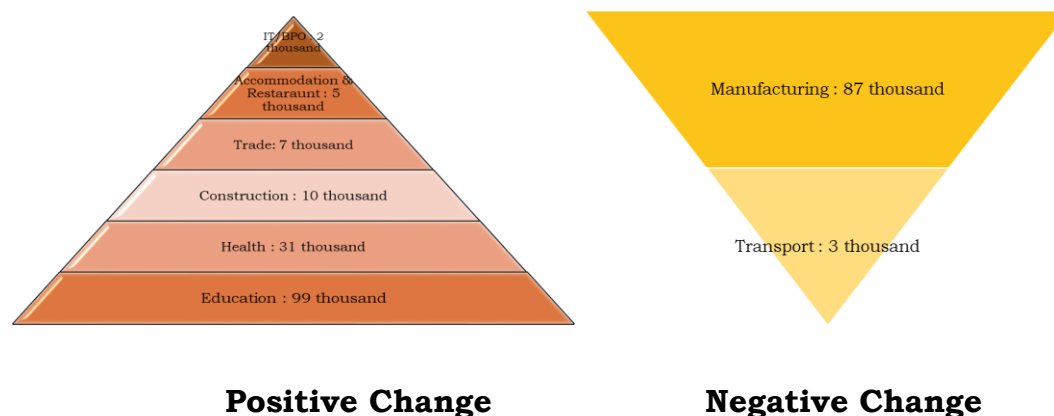 IT/BPO : 2
thousand
Accommodation &
Restaraunt : 5
thousand
Trade: 7 thousand
Construction : 10 thousand
Health : 31 thousand
Education : 99 thousand
Positive Change
Manufacturing : 87 thousand
Transport : 3 thousand
Negative Change